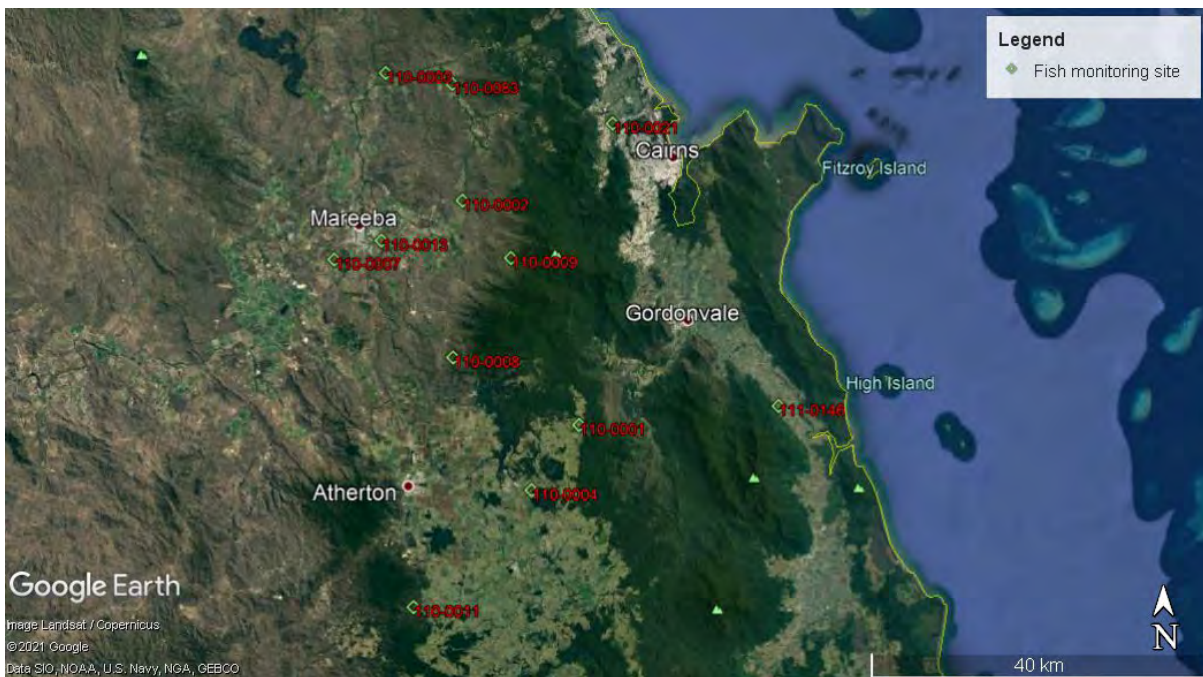 Legend
Fish monitoring site
110-0003
110-0083
110-0021
Cairns
Fitzroy Island
110-0002
Mareeba
110-0013
110-0007
110-0009
Gordonvale
110-0008
High Island
111-0146
110-0001
Atherton
110-0004
Google Earth
110-0011
Image Landsat / Copernicus
©2021 Google
Data SIO, NOAA, U.S. Navy, NGA, GEBCO
N
40 km